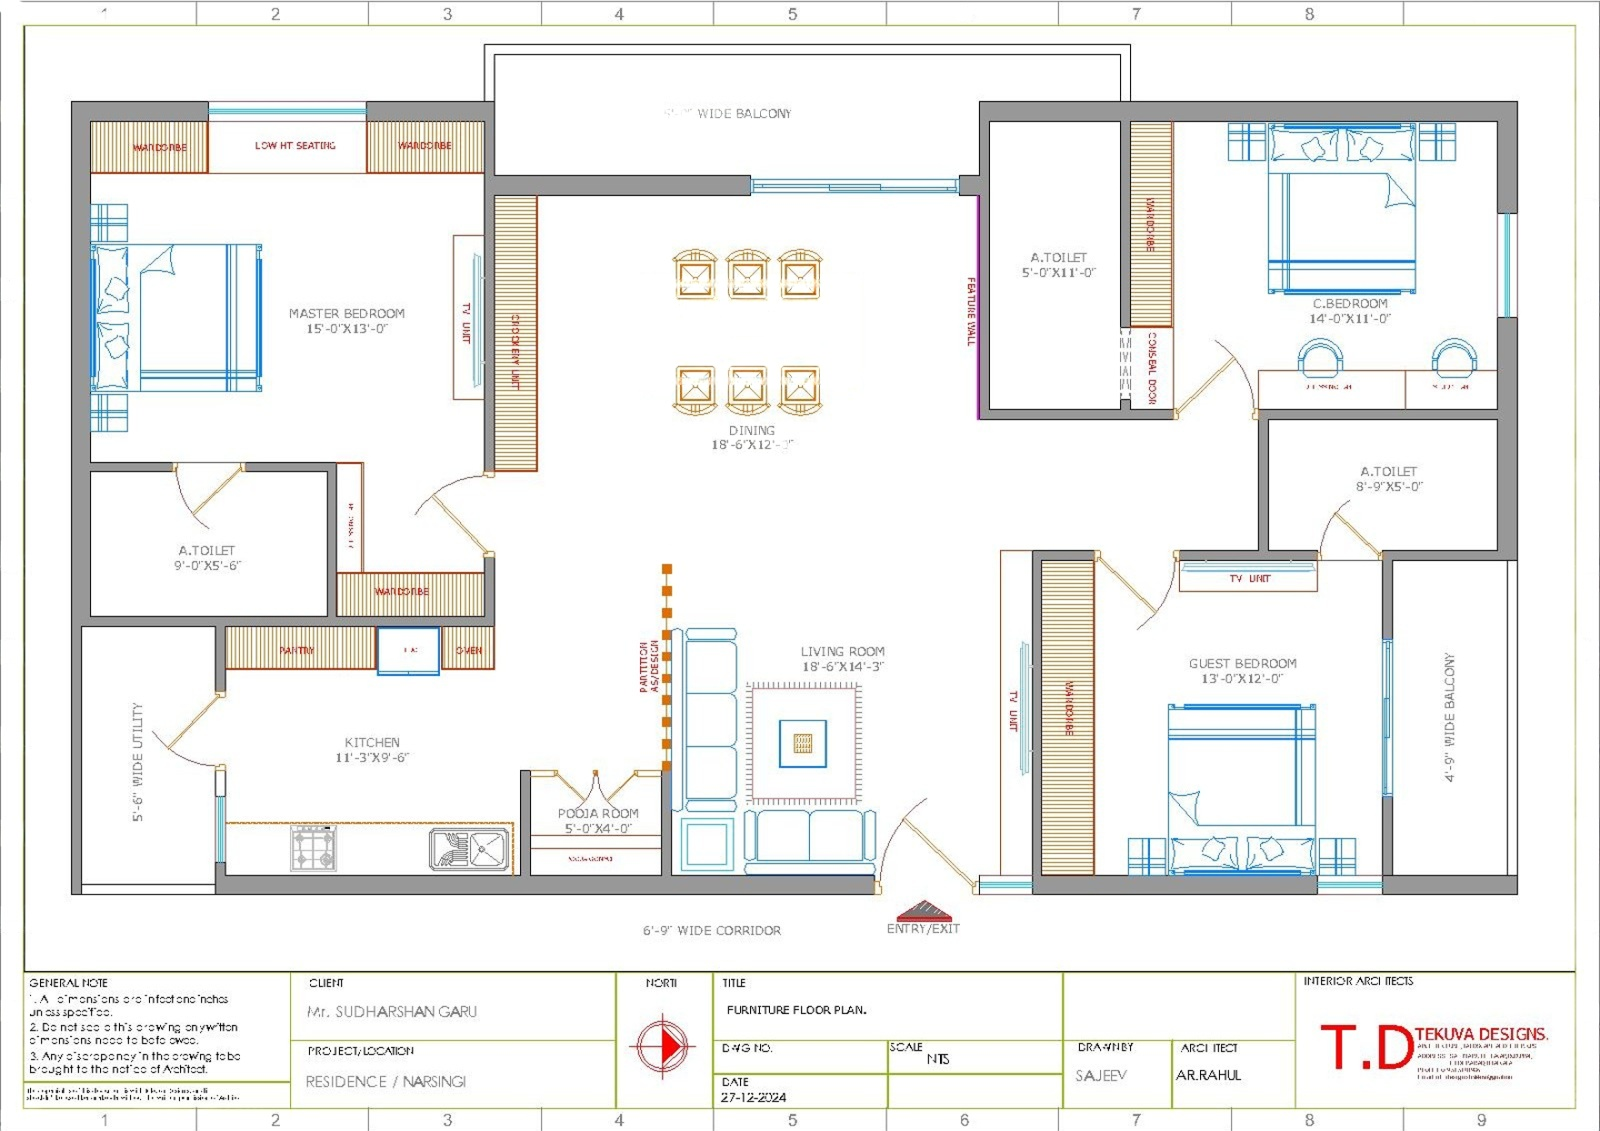 2
3
4
5
7
8
WIDE BALCONY
WARDORBE
LOW HT SEATING
WARDORBE
MASTER BEDROOM
15'-0"X13'-0"
TV UNIT
CROCKERY UNIT
DINING
18'-6"X12'-
FEATURE WALL
A.TOILET
5'-0"X11'-0"
WARDORBE
CONSEAL DOOR
C.BEDROOM
14'-0"X11'-0"
A.TOILET
8'-9"X5'-0"
A.TOILET
9'-0"X5'-6"
WARDORBE
PANTRY
OVEN
5'-6" WIDE UTILITY
KITCHEN
11'-3"X9'-6"
PARTITION
AS/DESIGN
POOJA ROOM
5'-0"X4'-0"
LIVING ROOM
18'-6"X14'-3"
TV UNIT
WARDORBE
TV UNIT
GUEST BEDROOM
13'-0"X12'-0"
4'-9" WIDE BALCONY
6'-9" WIDE CORRIDOR
ENTRY/EXIT
GENERAL NOTE
1. All dimensions are in feet and inches
unless specified.
2. Do not scale this drawing only written
dimensions need to be followed.
3. Any discrepancy in the drawing to be
brought to the notice of Architect.
CLIENT
Mr. SUDHARSHAN GARU
PROJECT/LOCATION
RESIDENCE / NARSINGI
NORTH
TITLE
FURNITURE FLOOR PLAN.
DWG NO.
SCALE
NTS
DATE
27-12-2024
DRAWN BY
SAJEEV
ARCHITECT
AR.RAHUL
INTERIOR ARCHITECTS
T.D TEKUVA DESIGNS.
1
2
3
4
5
6
7
8
9